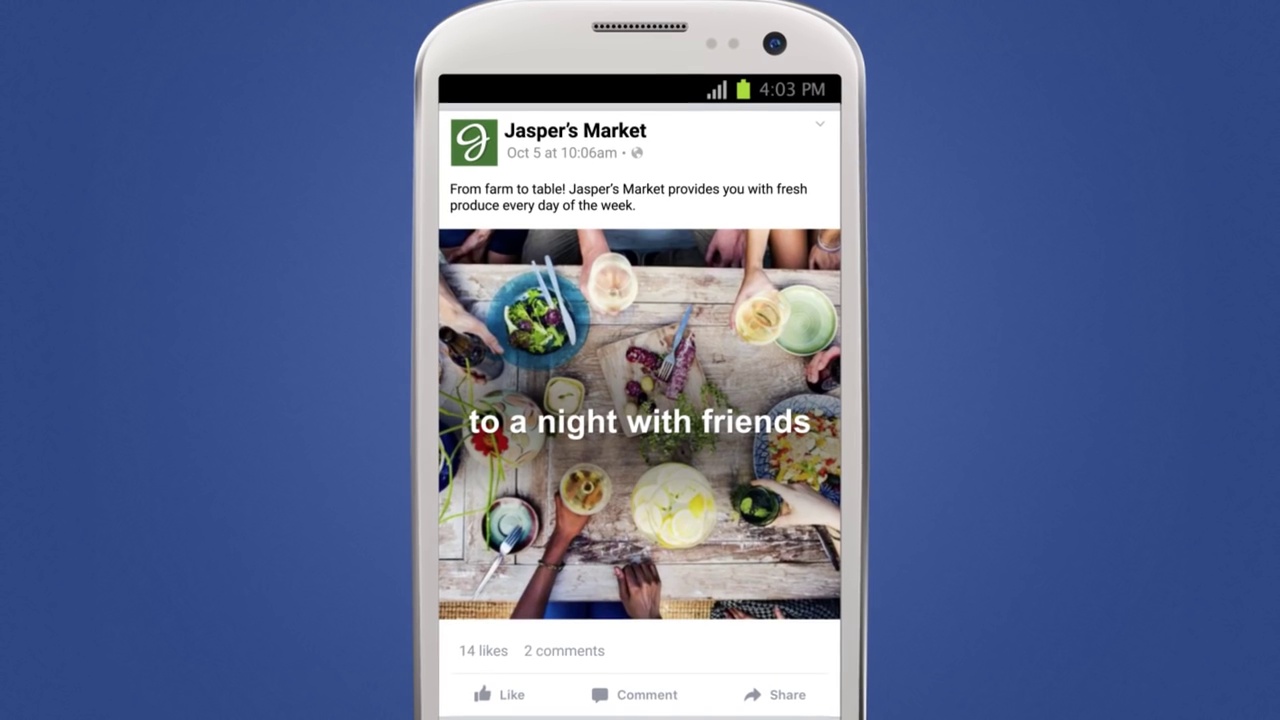 4:03 PM
Jasper’s Market
Oct 5 at 10:06am •
From farm to table! Jasper’s Market provides you with fresh
produce every day of the week.
to a night with friends
14 likes 2 comments
Like Comment Share